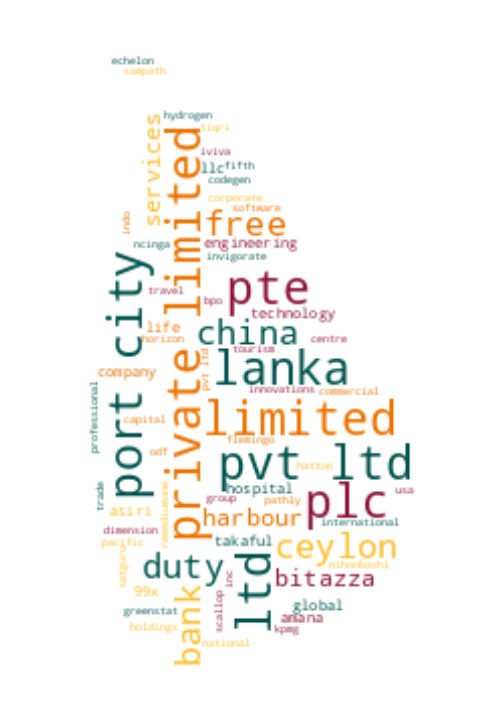 echelon
sampath
hydrogen
services
tiqri
private limited
iviva
llc
fifth
codegen
corporate
software
indo
free
ncinga
engineering
invigorate
port city
pte
travel
bpo
technology
life
china
horizon
centre
tourism
lanka
pvt ltd
company
innovations
commercial
professional
capital
limited
flemingo
odf
pvt ltd
hatton
trade
hospital
usa
group
pathly
plc
asiri
harbour
international
remediumone
dimension
pacific
takaful
ceylon
satguru
duty
ltd
nihonbashi
inc
bitazza
99x
bank
scallop
global
greenstat
amana
holdings
kpmg
national